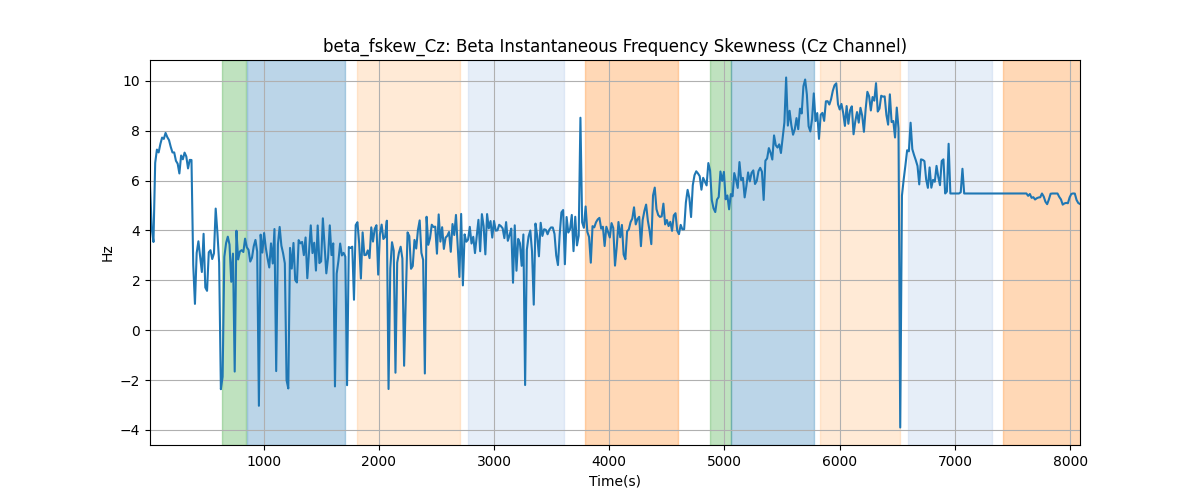 beta_fskew_Cz: Beta Instantaneous Frequency Skewness (Cz Channel)
10
8
6
4
2
0
−2
−4
Hz
1000 2000 3000 4000 5000 6000 7000 8000
Time(s)